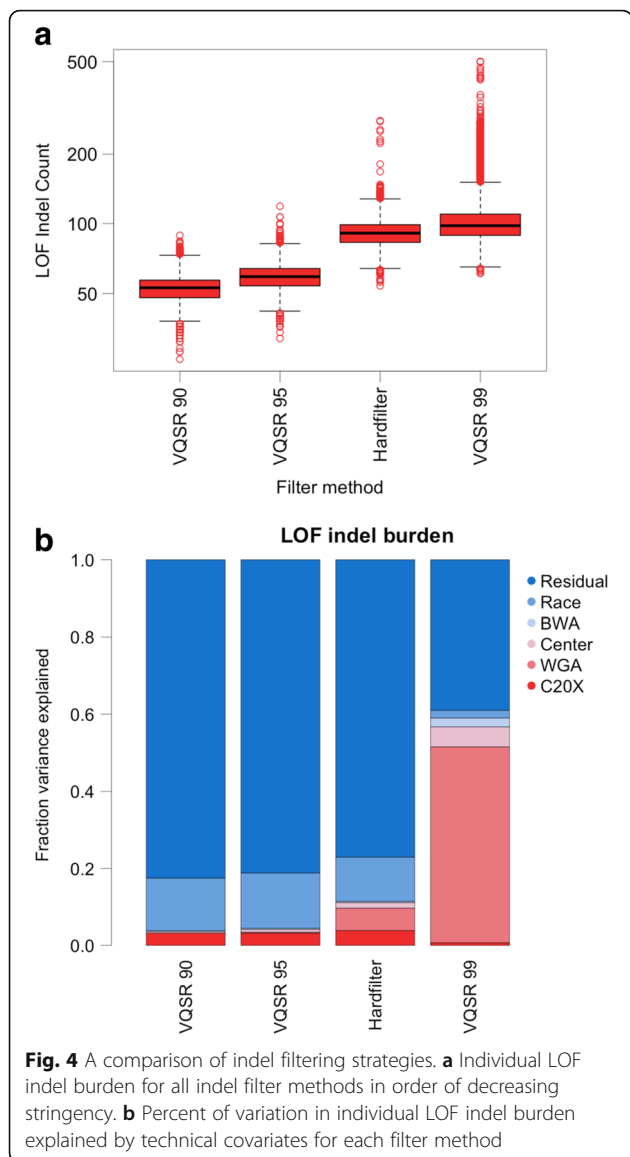 a
500
200
100
50
LOF Indel Count
VQSR 90
VQSR 95
Hardfilter
VQSR 99
Filter method
b
LOF indel burden
1.0
0.8
0.6
0.4
0.2
0.0
Fraction variance explained
Residual
Race
BWA
Center
WGA
C20X
VQSR 90
VQSR 95
Hardfilter
VQSR 99
Fig. 4 A comparison of indel filtering strategies. a Individual LOF
indel burden for all indel filter methods in order of decreasing
stringency. b Percent of variation in individual LOF indel burden
explained by technical covariates for each filter method